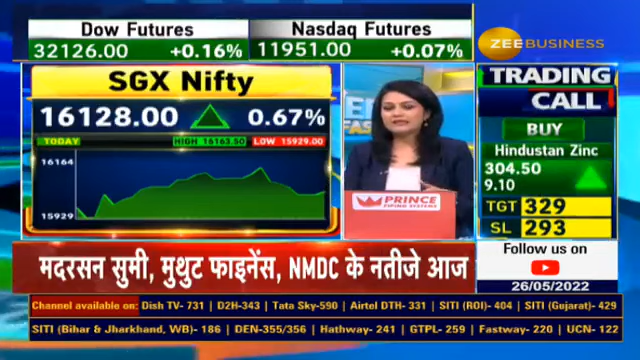 Dow Futures
32126.00 +0.16%
Nasdaq Futures
11951.00 +0.07%
ZEE BUSINESS
SGX Nifty
16128.00 0.67%
TODAY HIGH 16163.50 LOW 15929.00
16164
15929
PRINCE
PIPING SYSTEMS
TRADING
CALL
BUY
Hindustan Zinc
304.50
9.10
TGT 329
SL 293
मदरसन सुमी, मुथुट फाइनेंस, NMDC के नतीजे आज
Follow us on
26/05/2022
Channel available on: Dish TV- 731 | D2H-343 | Tata Sky-590 | Airtel DTH- 331 | SITI (ROI)- 404 | SITI (Gujarat)- 429
SITI (Bihar & Jharkhand, WB)- 186 | DEN-355/356 | Hathway- 241 | GTPL- 259 | Fastway- 220 | UCN- 122